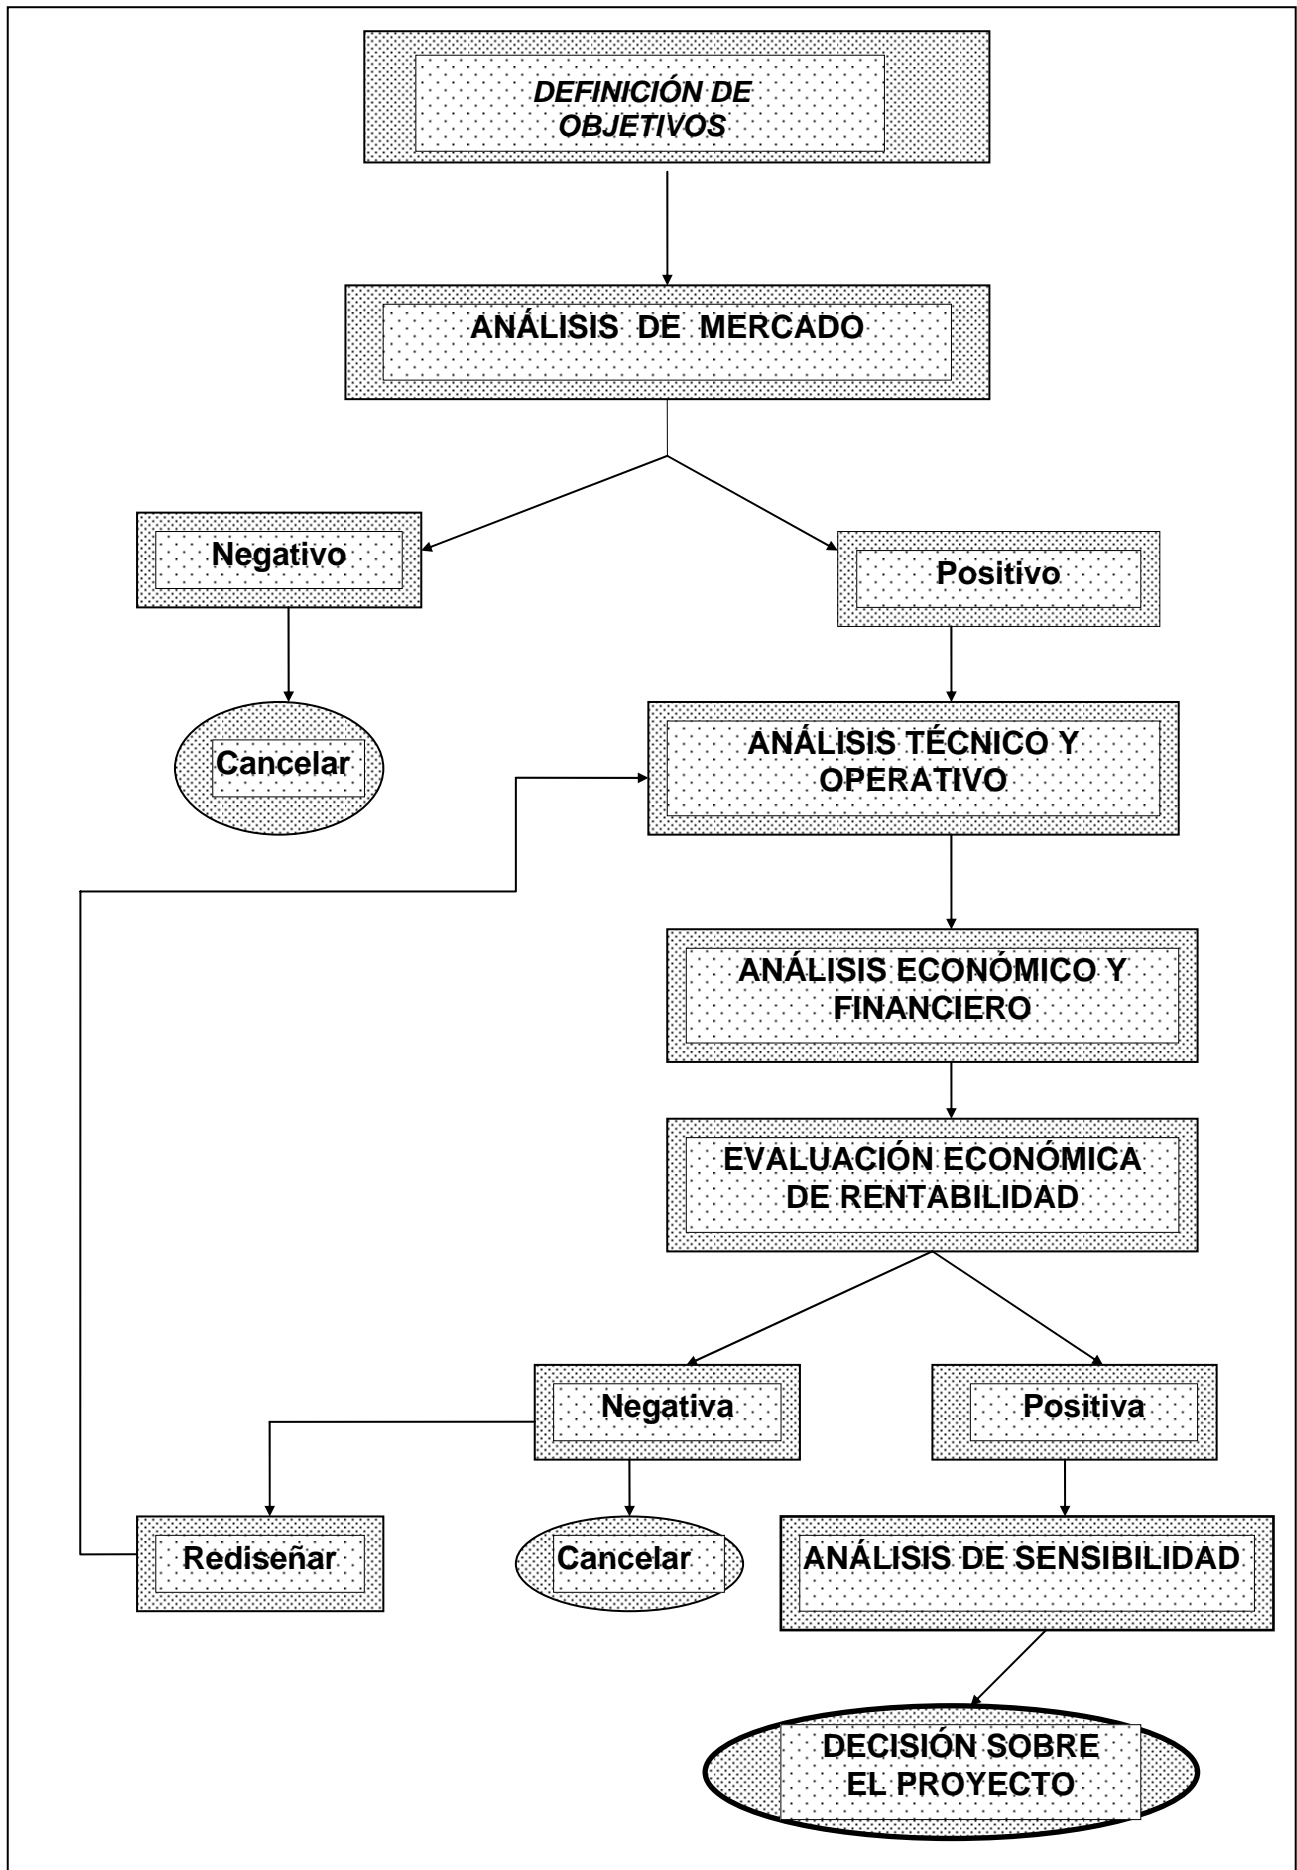 DEFINICIÓN DE
OBJETIVOS
ANÁLISIS DE MERCADO
Negativo
Positivo
Cancelar
ANÁLISIS TÉCNICO Y
OPERATIVO
ANÁLISIS ECONÓMICO Y
FINANCIERO
EVALUACIÓN ECONÓMICA
DE RENTABILIDAD
Negativa
Positiva
Rediseñar
Cancelar
ANÁLISIS DE SENSIBILIDAD
DECISIÓN SOBRE
EL PROYECTO